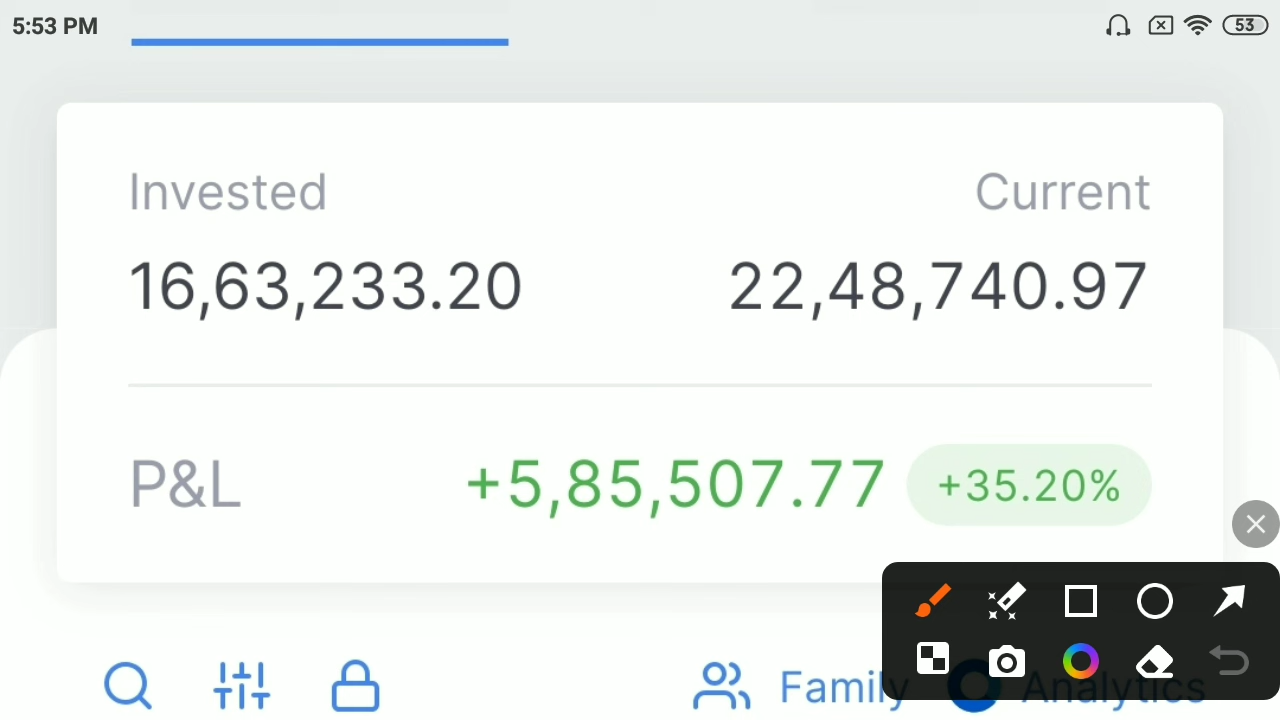 5:53 PM 53
Invested Current
16,63,233.20 22,48,740.97
P&L +5,85,507.77 +35.20%
Family Analytics